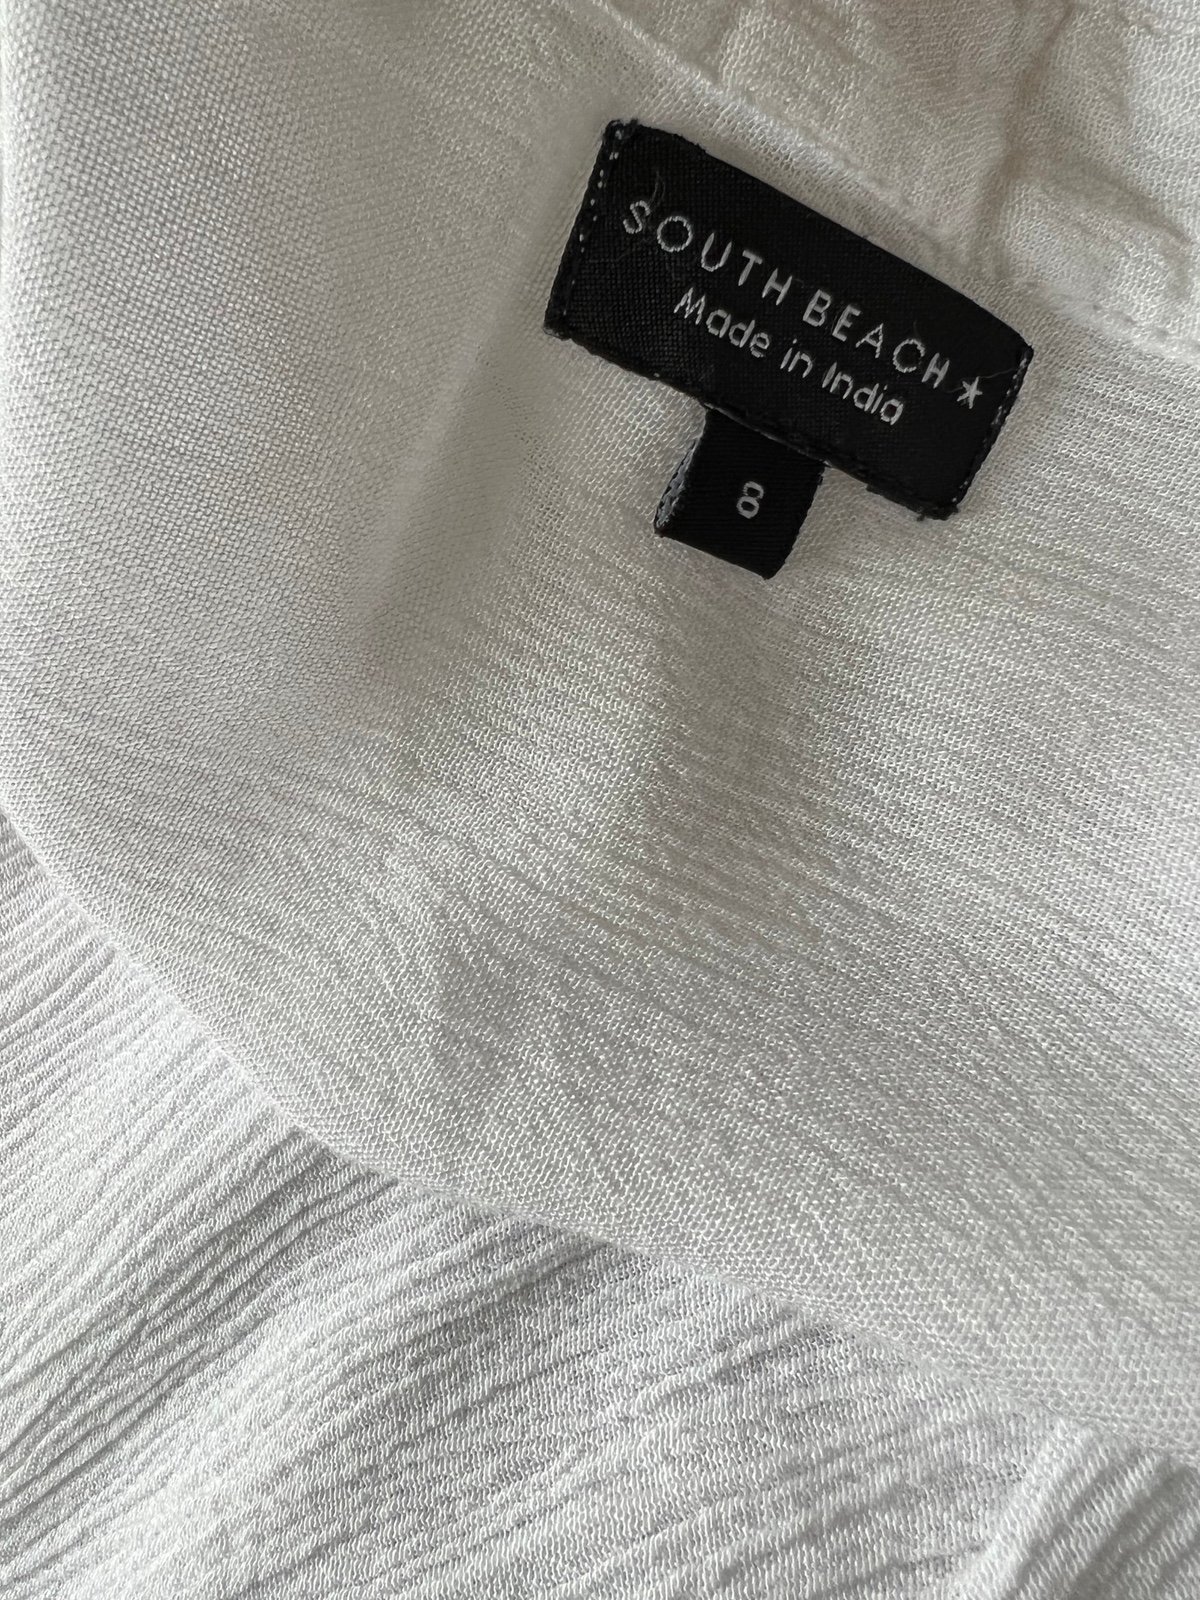 SOUTH BEACH ★
Made in India
8